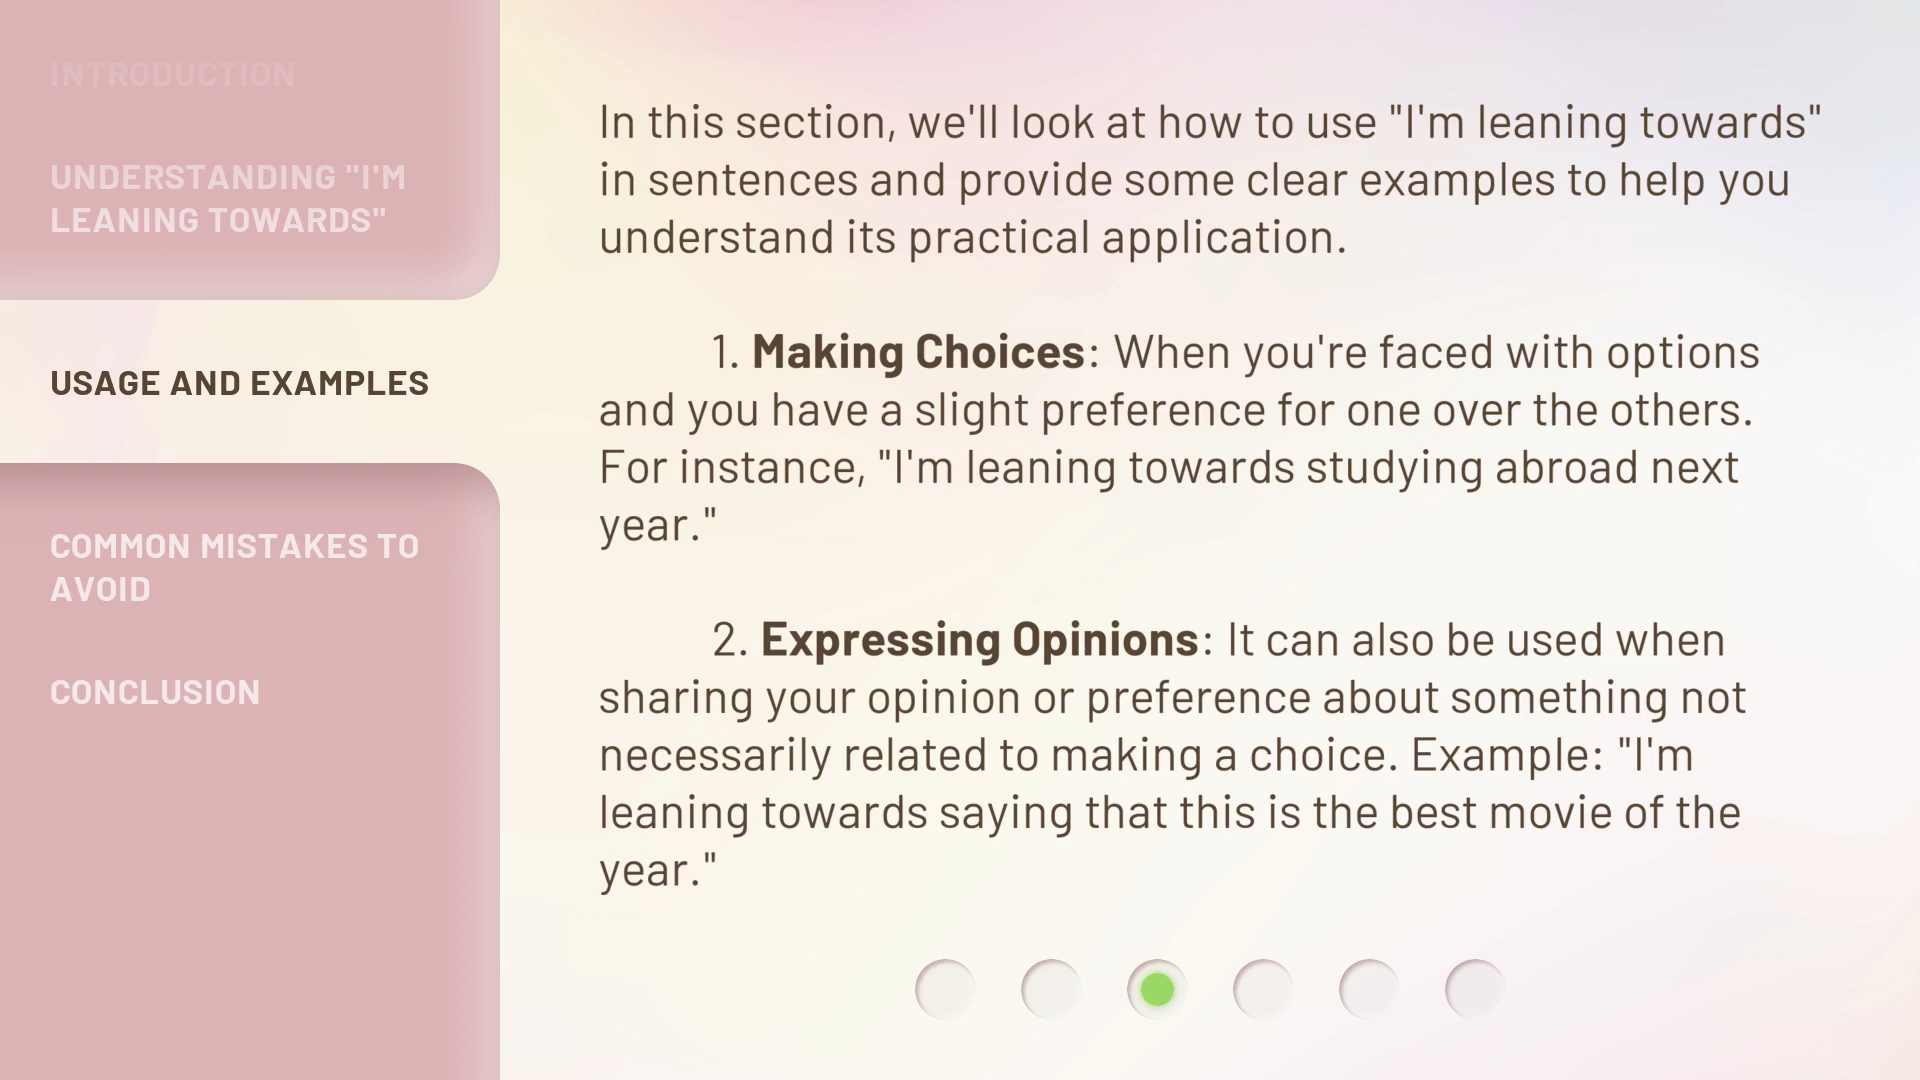 INTRODUCTION
UNDERSTANDING "I'M
LEANING TOWARDS"
USAGE AND EXAMPLES
COMMON MISTAKES TO
AVOID
CONCLUSION
In this section, we'll look at how to use "I'm leaning towards"
in sentences and provide some clear examples to help you
understand its practical application.
1. Making Choices: When you're faced with options
and you have a slight preference for one over the others.
For instance, "I'm leaning towards studying abroad next
year."
2. Expressing Opinions: It can also be used when
sharing your opinion or preference about something not
necessarily related to making a choice. Example: "I'm
leaning towards saying that this is the best movie of the
year."